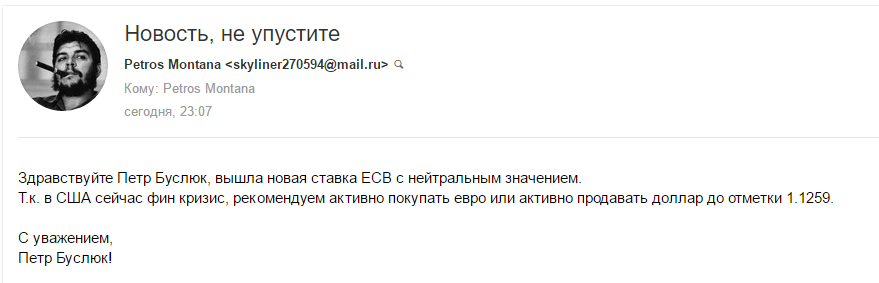 Новость, не упустите
Petros Montana <skyliner270594@mail.ru>
Кому: Petros Montana
сегодня, 23:07
Здравствуйте Петр Буслюк, вышла новая ставка ЕСВ с нейтральным значением.
Т.к. в США сейчас фин кризис, рекомендуем активно покупать евро или активно продавать доллар до отметки 1.1259.
С уважением,
Петр Буслюк!